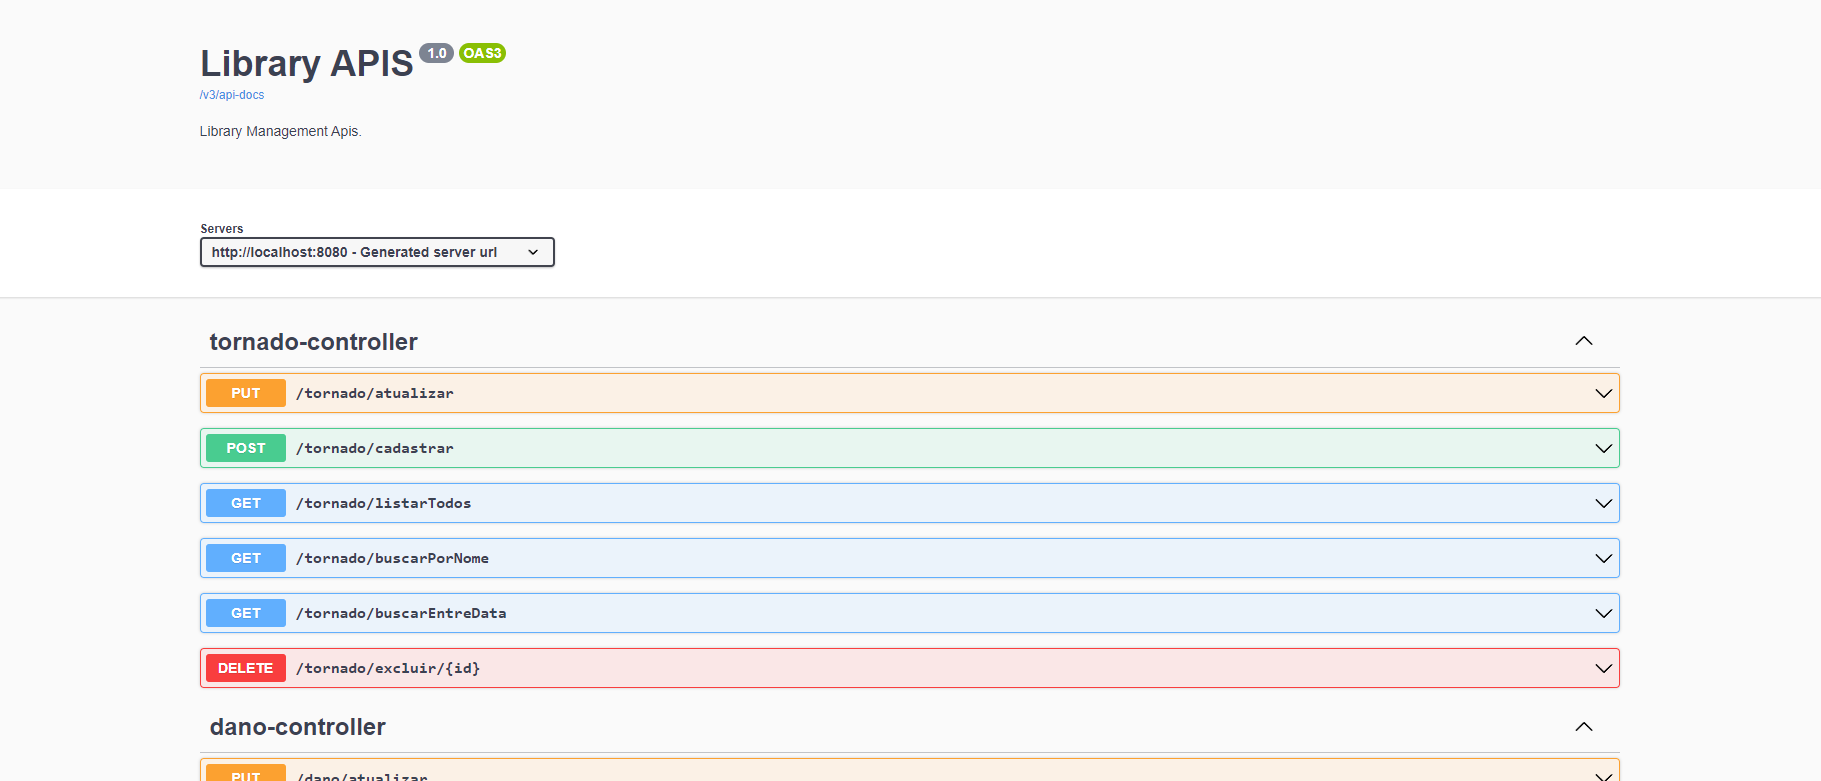 Library APIS 1.0 OAS3
/v3/api-docs
Library Management Apis.
Servers
http://localhost:8080 - Generated server url
tornado-controller
PUT /tornado/atualizar
POST /tornado/cadastrar
GET /tornado/listarTodos
GET /tornado/buscarPorNome
GET /tornado/buscarEntreData
DELETE /tornado/excluir/{id}
dano-controller
PUT /dano/atualizar